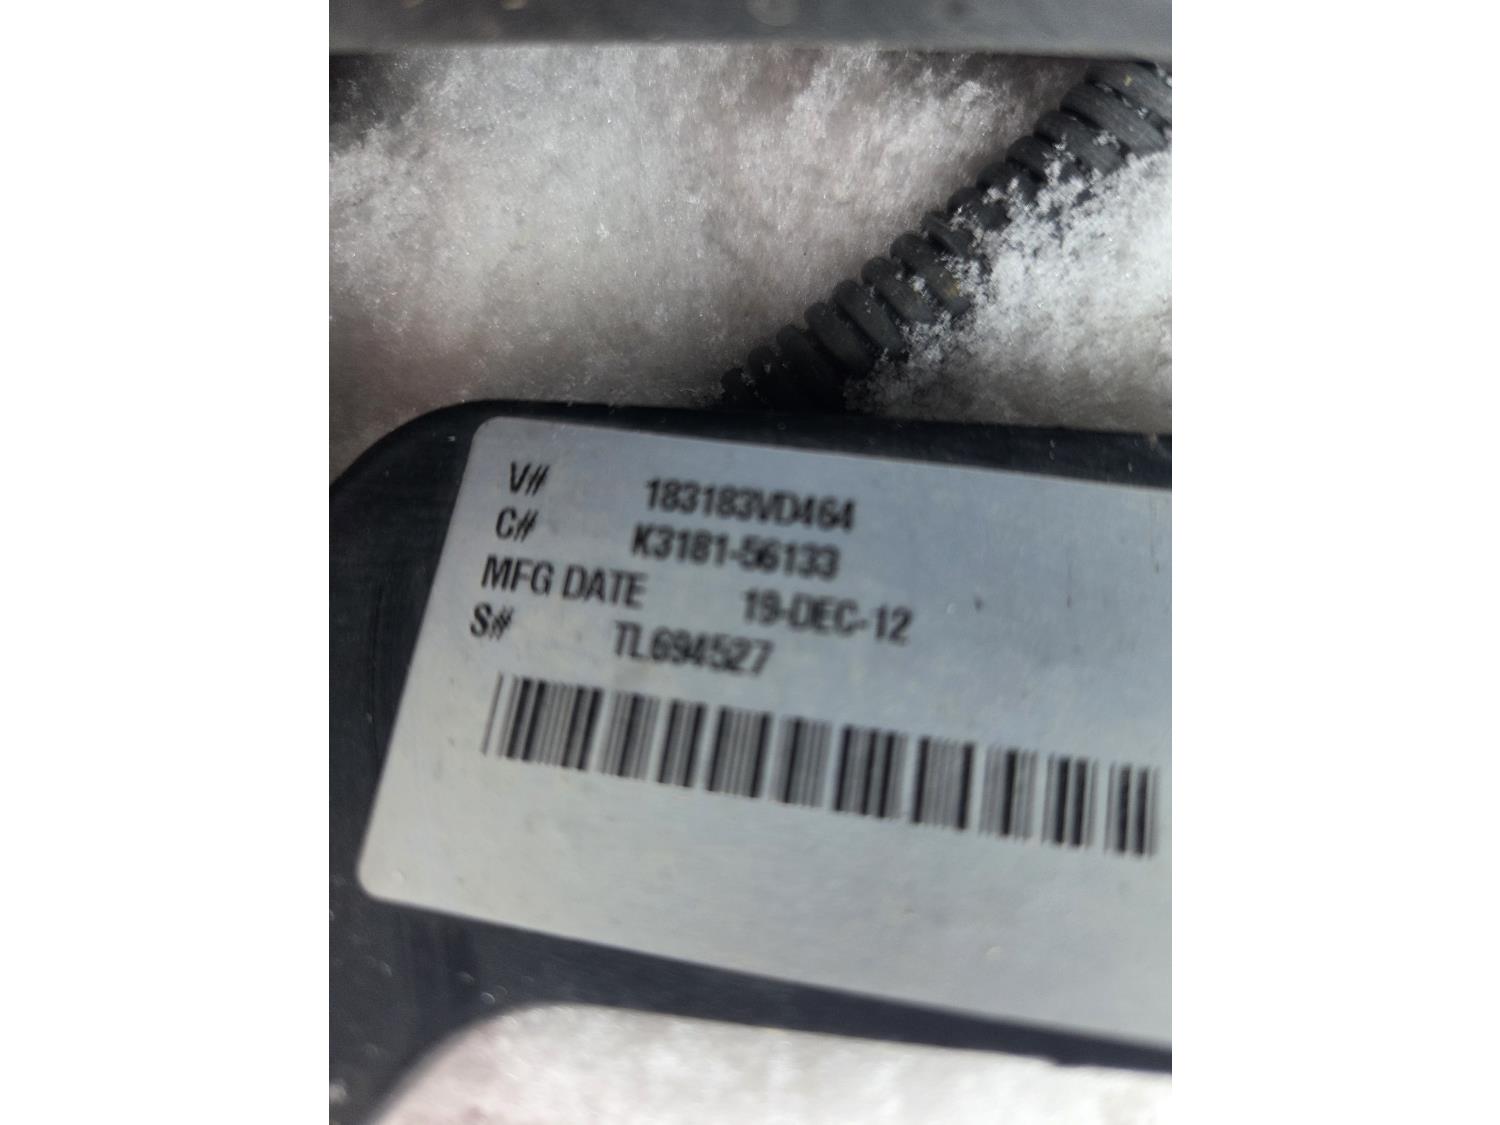 V# 183183VD464
C# K3181-56133
MFG DATE 19-DEC-12
S# TL694527